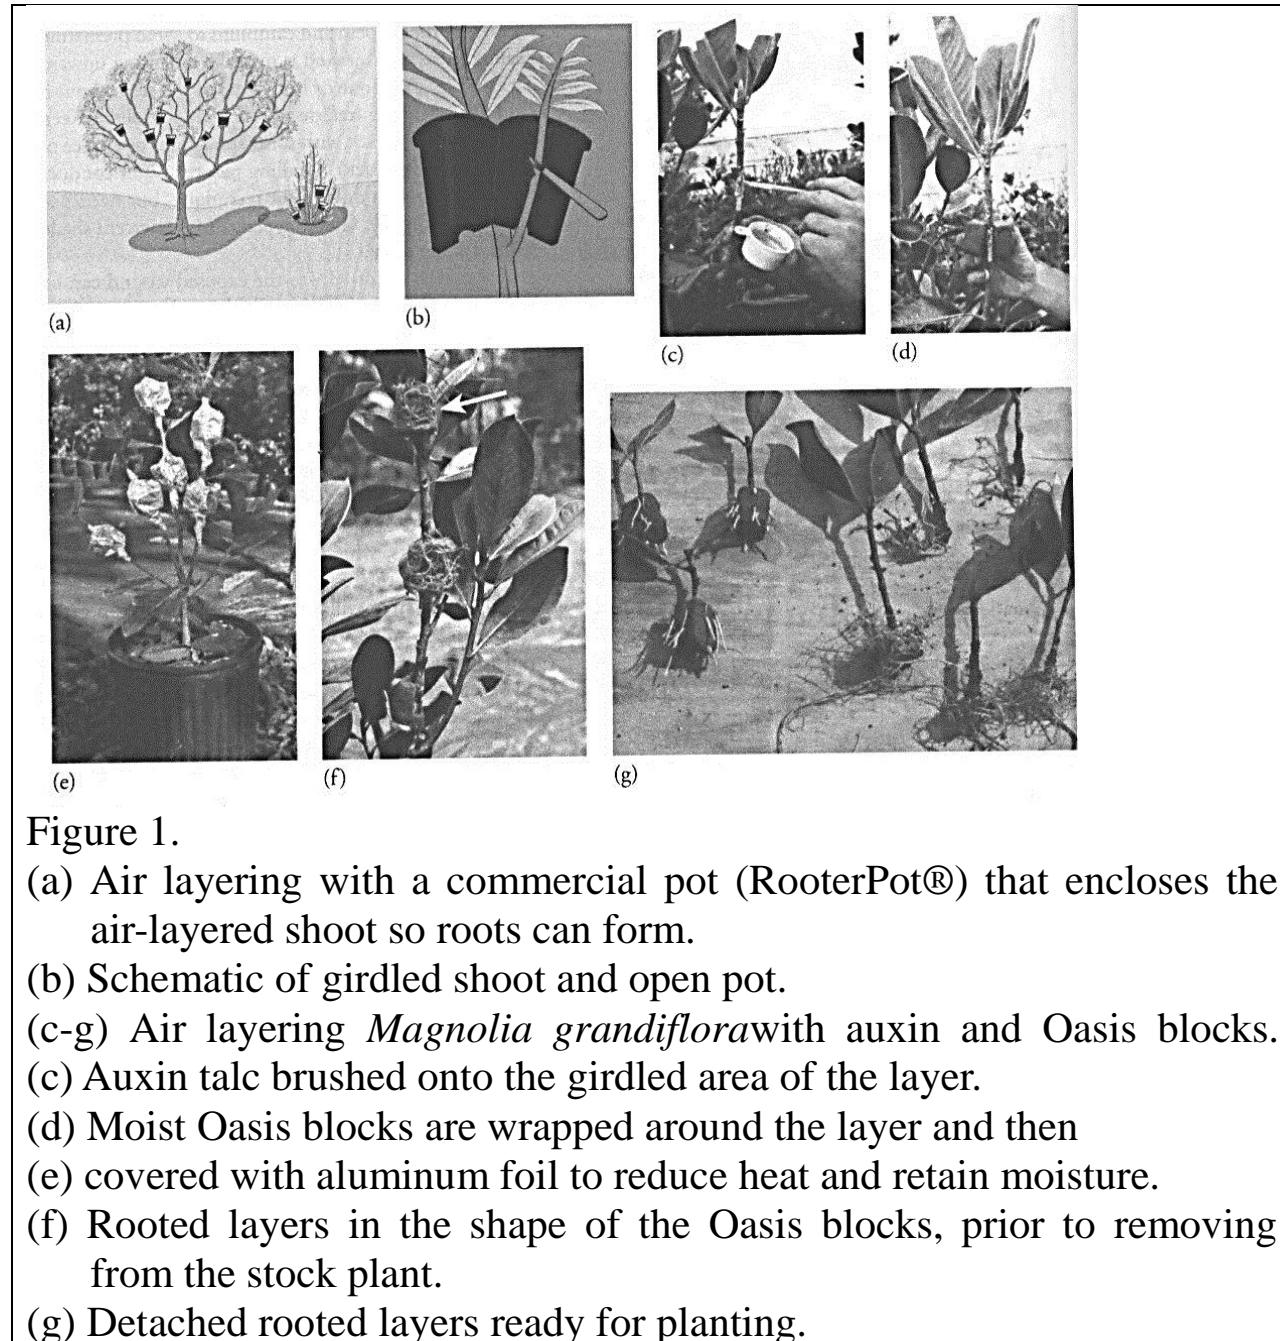 (a)
(b)
(c)
(d)
(e)
(f)
(g)
Figure 1.
(a) Air layering with a commercial pot (RooterPot®) that encloses the
air-layered shoot so roots can form.
(b) Schematic of girdled shoot and open pot.
(c-g) Air layering Magnolia grandiflorawith auxin and Oasis blocks.
(c) Auxin talc brushed onto the girdled area of the layer.
(d) Moist Oasis blocks are wrapped around the layer and then
(e) covered with aluminum foil to reduce heat and retain moisture.
(f) Rooted layers in the shape of the Oasis blocks, prior to removing
from the stock plant.
(g) Detached rooted layers ready for planting.